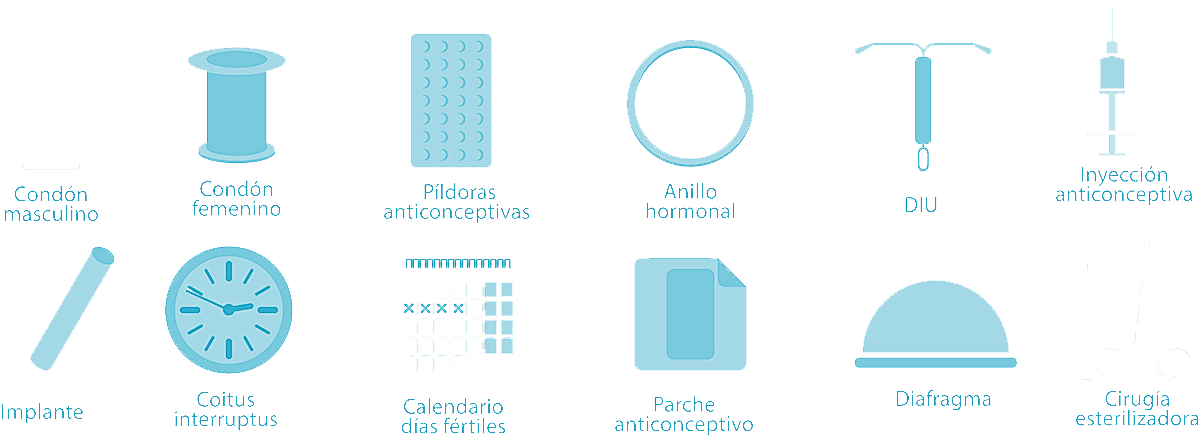 Condón
masculino
Condón
femenino
Píldoras
anticonceptivas
Anillo
hormonal
DIU
Inyección
anticonceptiva
Implante
Coitus
interruptus
Calendario
días fértiles
Parche
anticonceptivo
Diafragma
Cirugía
esterilizadora